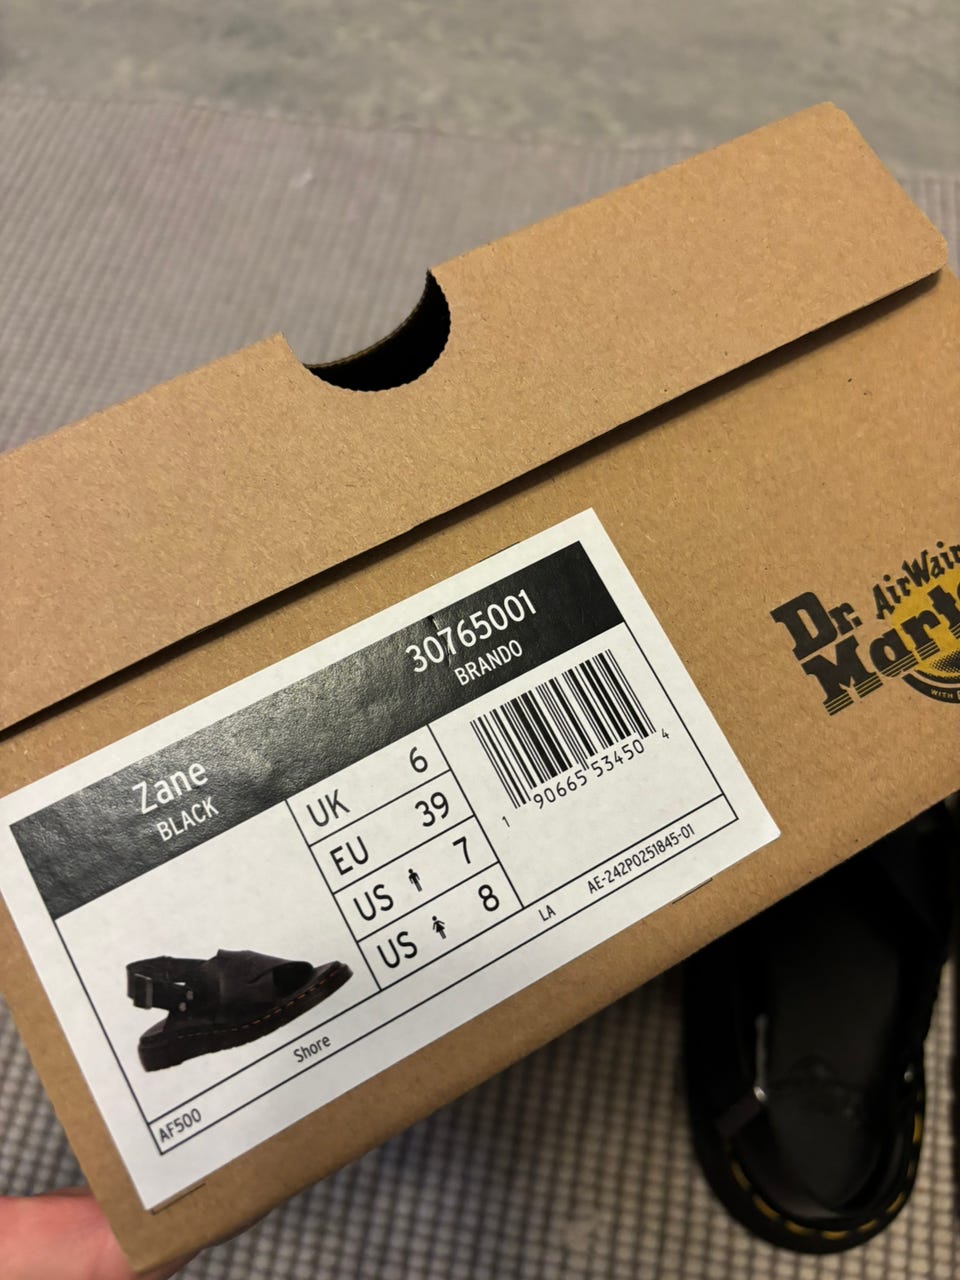 Zane
BLACK
30765001
BRANDO
UK 6
EU 39
US 7
US 8
1 90665 53450 4
Shore
AF500
LA
AE-242P0251845-01
Dr.
AirWair
WITH